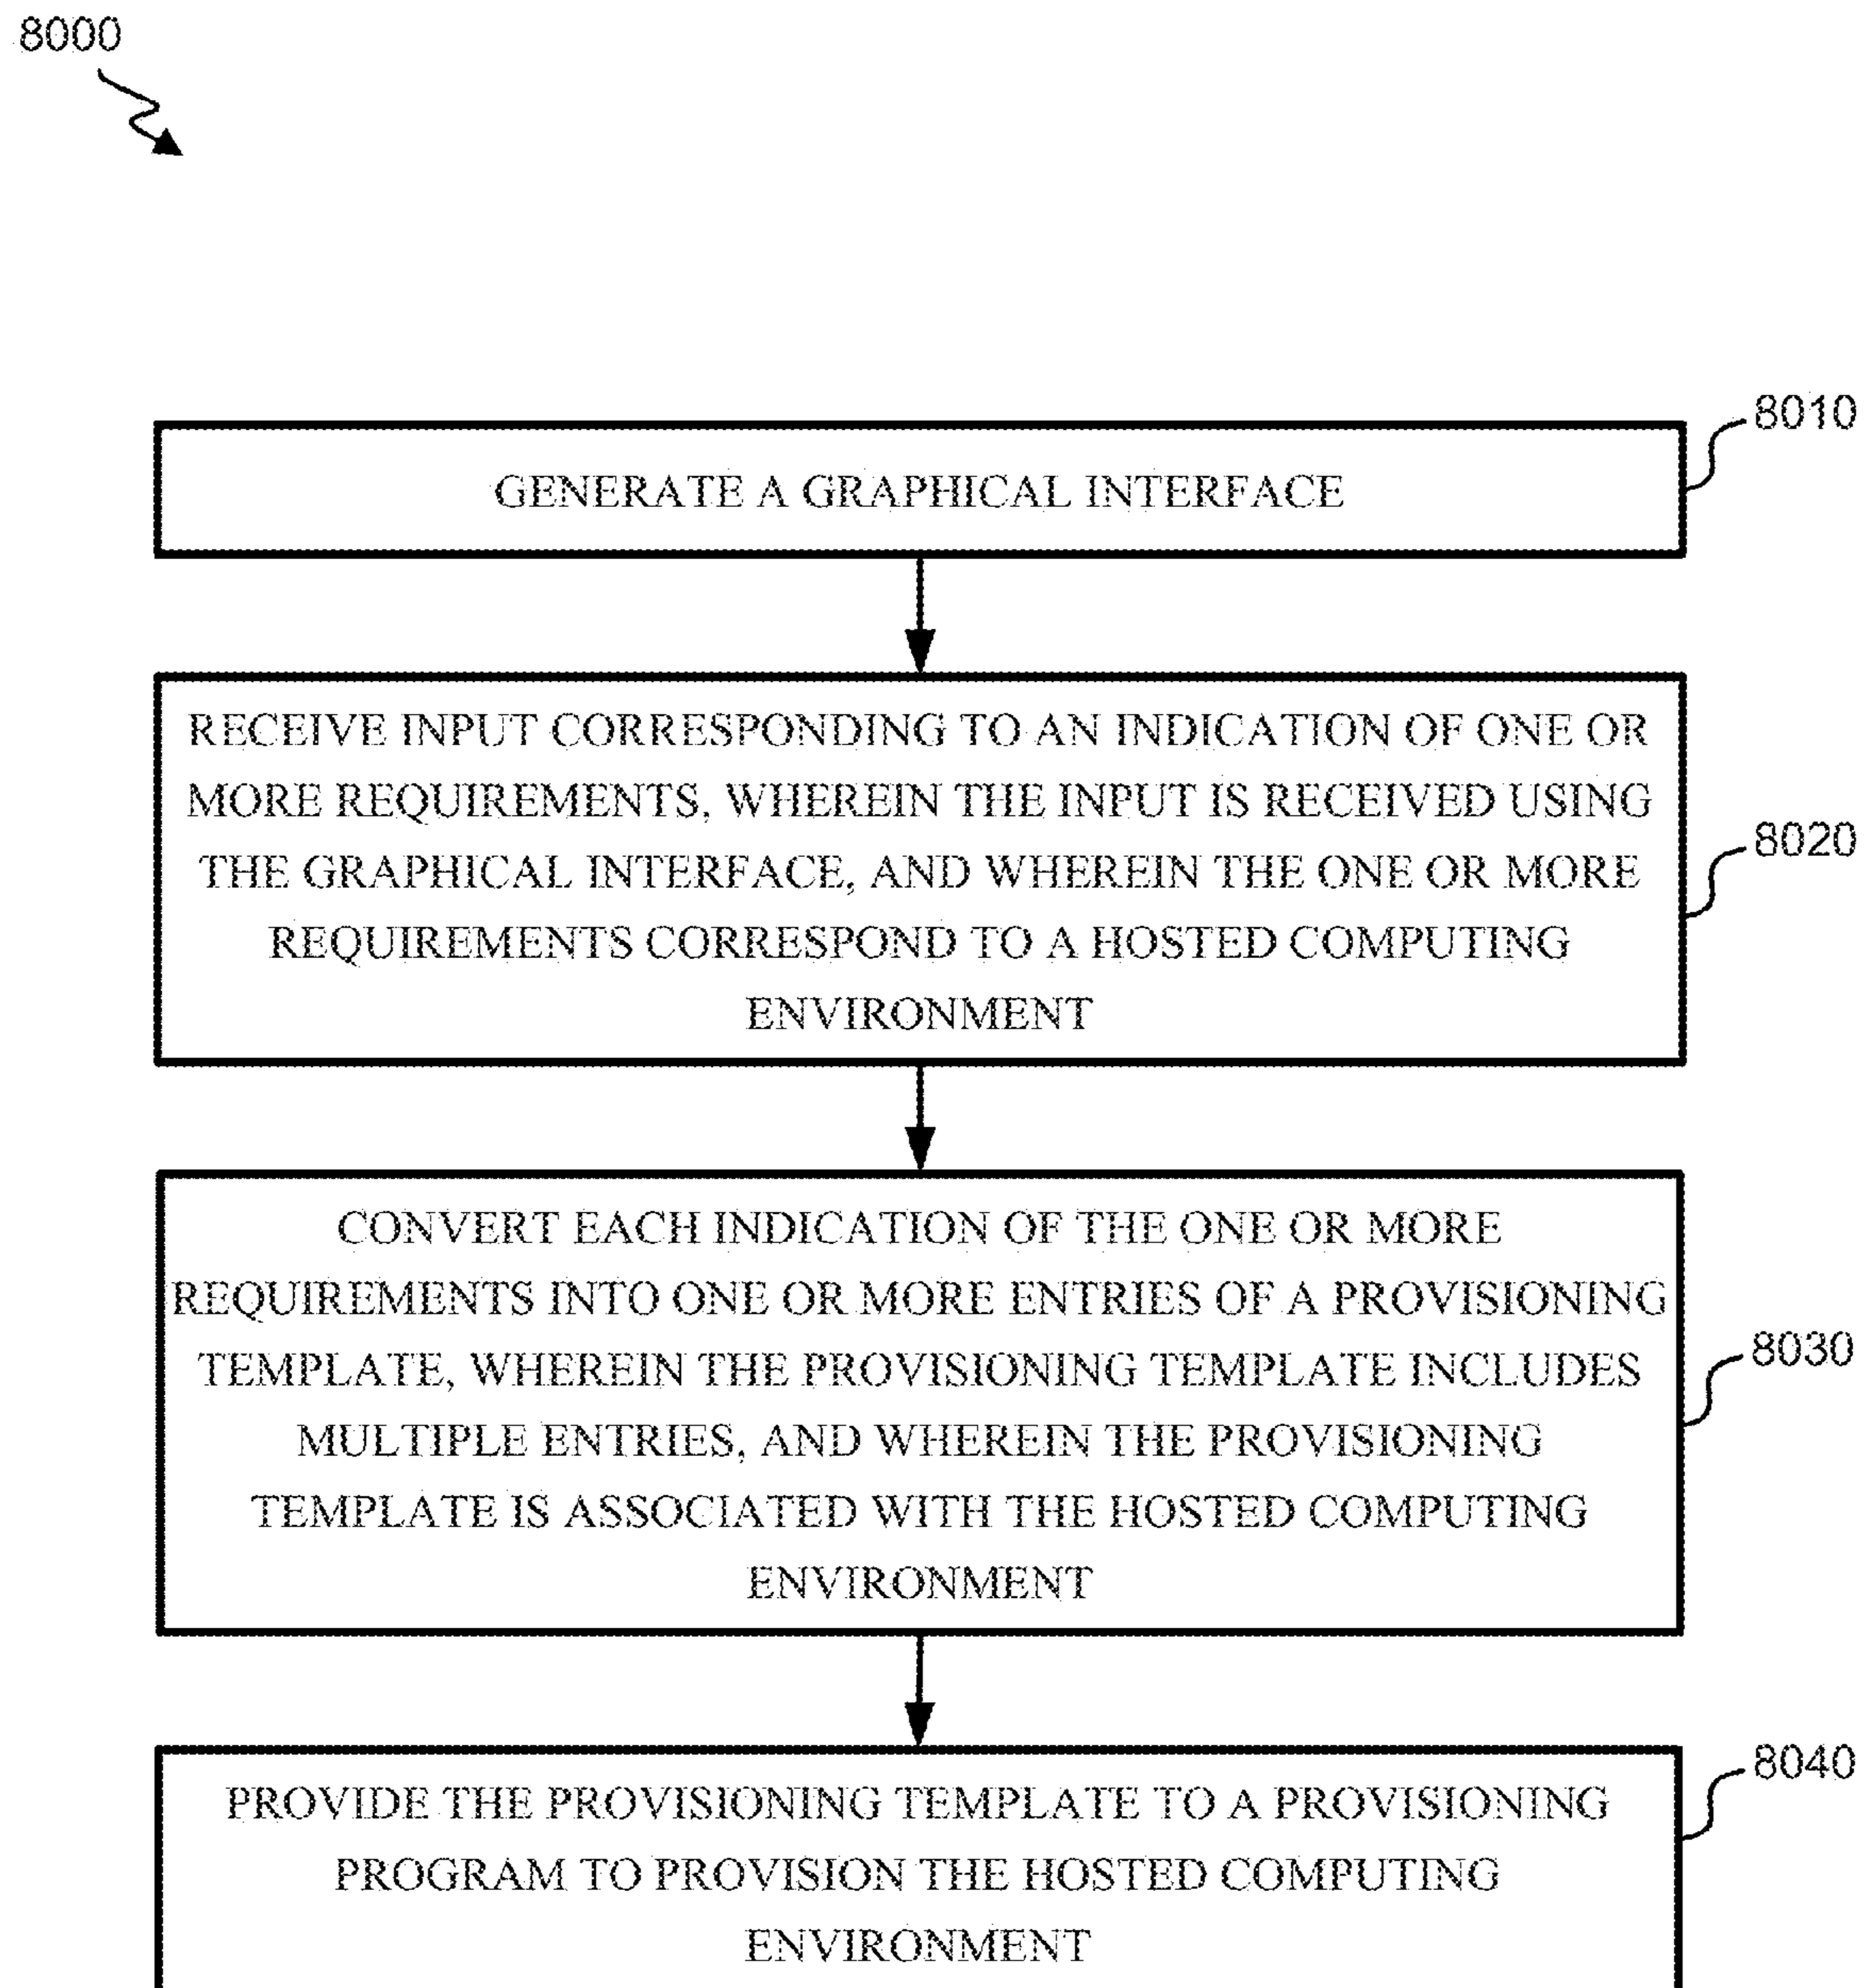 8000
8010
GENERATE A GRAPHICAL INTERFACE
RECEIVE INPUT CORRESPONDING TO AN INDICATION OF ONE OR
MORE REQUIREMENTS, WHEREIN THE INPUT IS RECEIVED USING
8020
THE GRAPHICAL INTERFACE, AND WHEREIN THE ONE OR MORE
REQUIREMENTS CORRESPOND TO A HOSTED COMPUTING
ENVIRONMENT
CONVERT EACH INDICATION OF THE ONE OR MORE
REQUIREMENTS INTO ONE OR MORE ENTRIES OF A PROVISIONING
8030
TEMPLATE, WHEREIN THE PROVISIONING TEMPLATE INCLUDES
MULTIPLE ENTRIES, AND WHEREIN THE PROVISIONING
TEMPLATE IS ASSOCIATED WITH THE HOSTED COMPUTING
ENVIRONMENT
8040
PROVIDE THE PROVISIONING TEMPLATE TO A PROVISIONING
PROGRAM TO PROVISION THE HOSTED COMPUTING
ENVIRONMENT